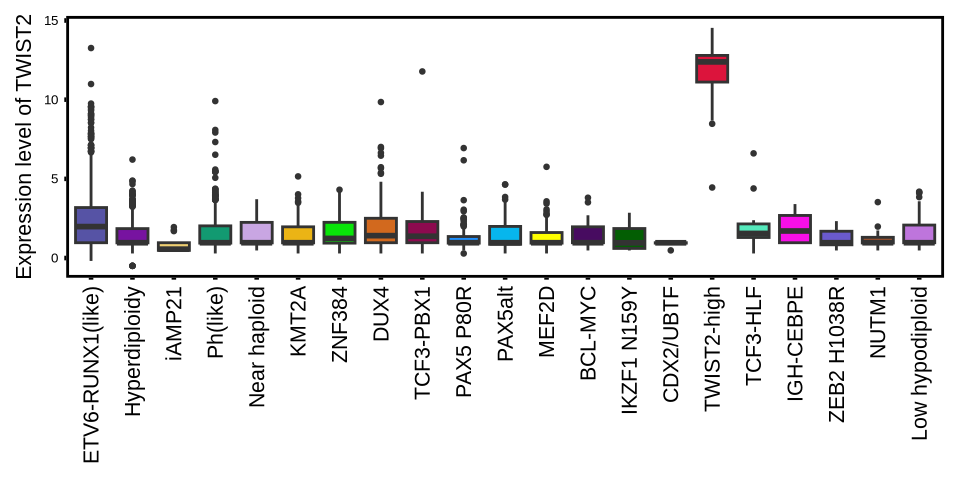 Expression level of TWIST2
15
10
5
0
ETV6-RUNX1(like)
Hyperdiploidy
iAMP21
Ph(like)
Near haploid
KMT2A
ZNF384
DUX4
TCF3-PBX1
PAX5 P80R
PAX5alt
MEF2D
BCL-MYC
IKZF1 N159Y
CDX2/UBTF
TWIST2-high
TCF3-HLF
IGH-CEBPE
ZEB2 H1038R
NUTM1
Low hypodiploid